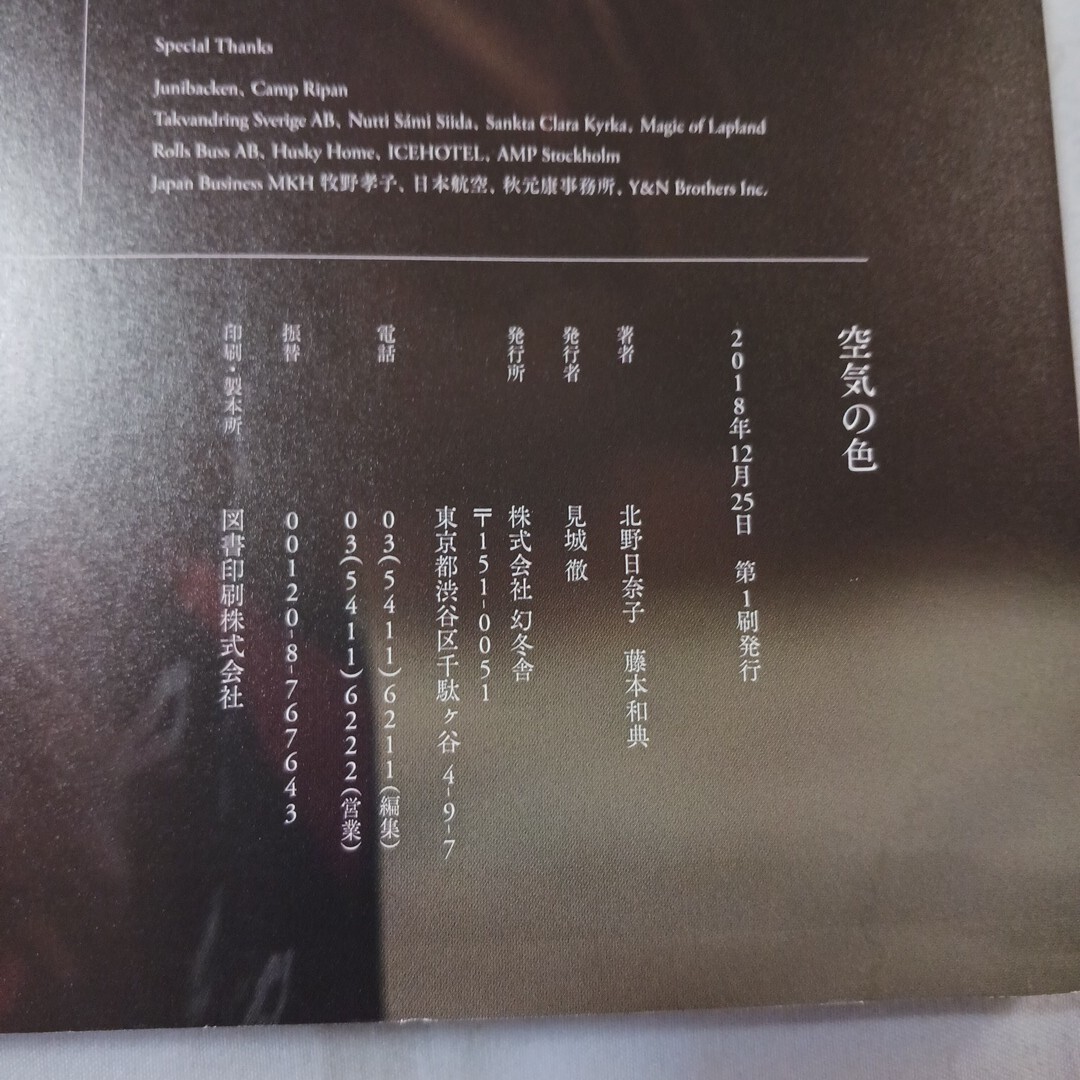 Special Thanks
Junibacken、Camp Ripan
Takvandring Sverige AB、Nutti Sámi Siida、Sankta Clara Kyrka、Magic of Lapland
Rolls Buss AB、Husky Home、ICEHOTEL、AMP Stockholm
Japan Business MKH 牧野孝子、日本航空、秋元康事務所、Y&N Brothers Inc.
空気の色
2018年12月25日 第1刷発行
著者 北野日奈子 藤本和典
発行者 見城 徹
発行所 株式会社 幻冬舎
〒151-0051
東京都渋谷区千駄ヶ谷 4-9-7
電話 03(5411)6211(編集)
03(5411)6222(営業)
振替 00120-8-767643
印刷・製本所 図書印刷株式会社